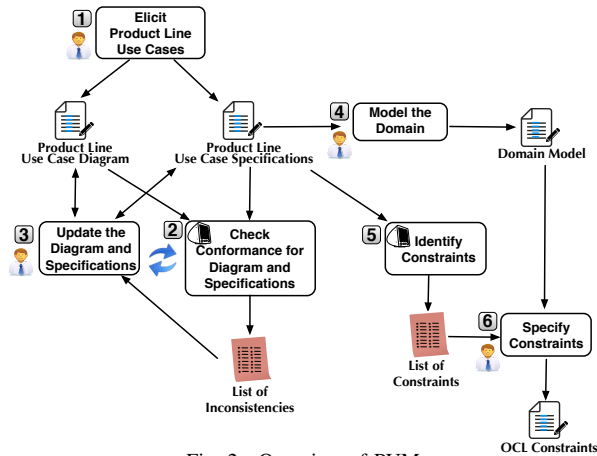 1
Elicit
Product Line
Use Cases
4
Model the
Domain
Product Line
Use Case Diagram
Product Line
Use Case Specifications
Domain Model
3
Update the
Diagram and
Specifications
2
Check
Conformance for
Diagram and
Specifications
5
Identify
Constraints
6
Specify
Constraints
List of
Inconsistencies
List of
Constraints
OCL Constraints